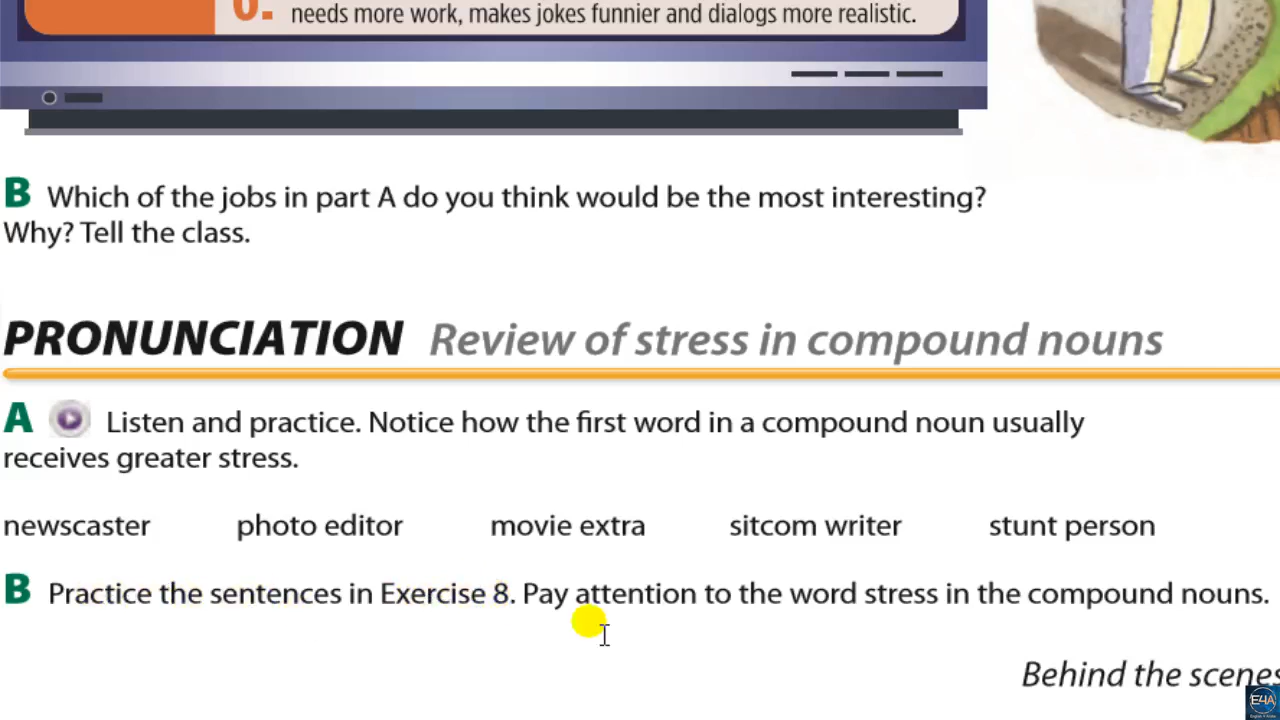 6. needs more work, makes jokes funnier and dialogs more realistic.
B Which of the jobs in part A do you think would be the most interesting?
Why? Tell the class.
PRONUNCIATION Review of stress in compound nouns
A Listen and practice. Notice how the first word in a compound noun usually
receives greater stress.
newscaster photo editor movie extra sitcom writer stunt person
B Practice the sentences in Exercise 8. Pay attention to the word stress in the compound nouns.
Behind the scenes
E4A